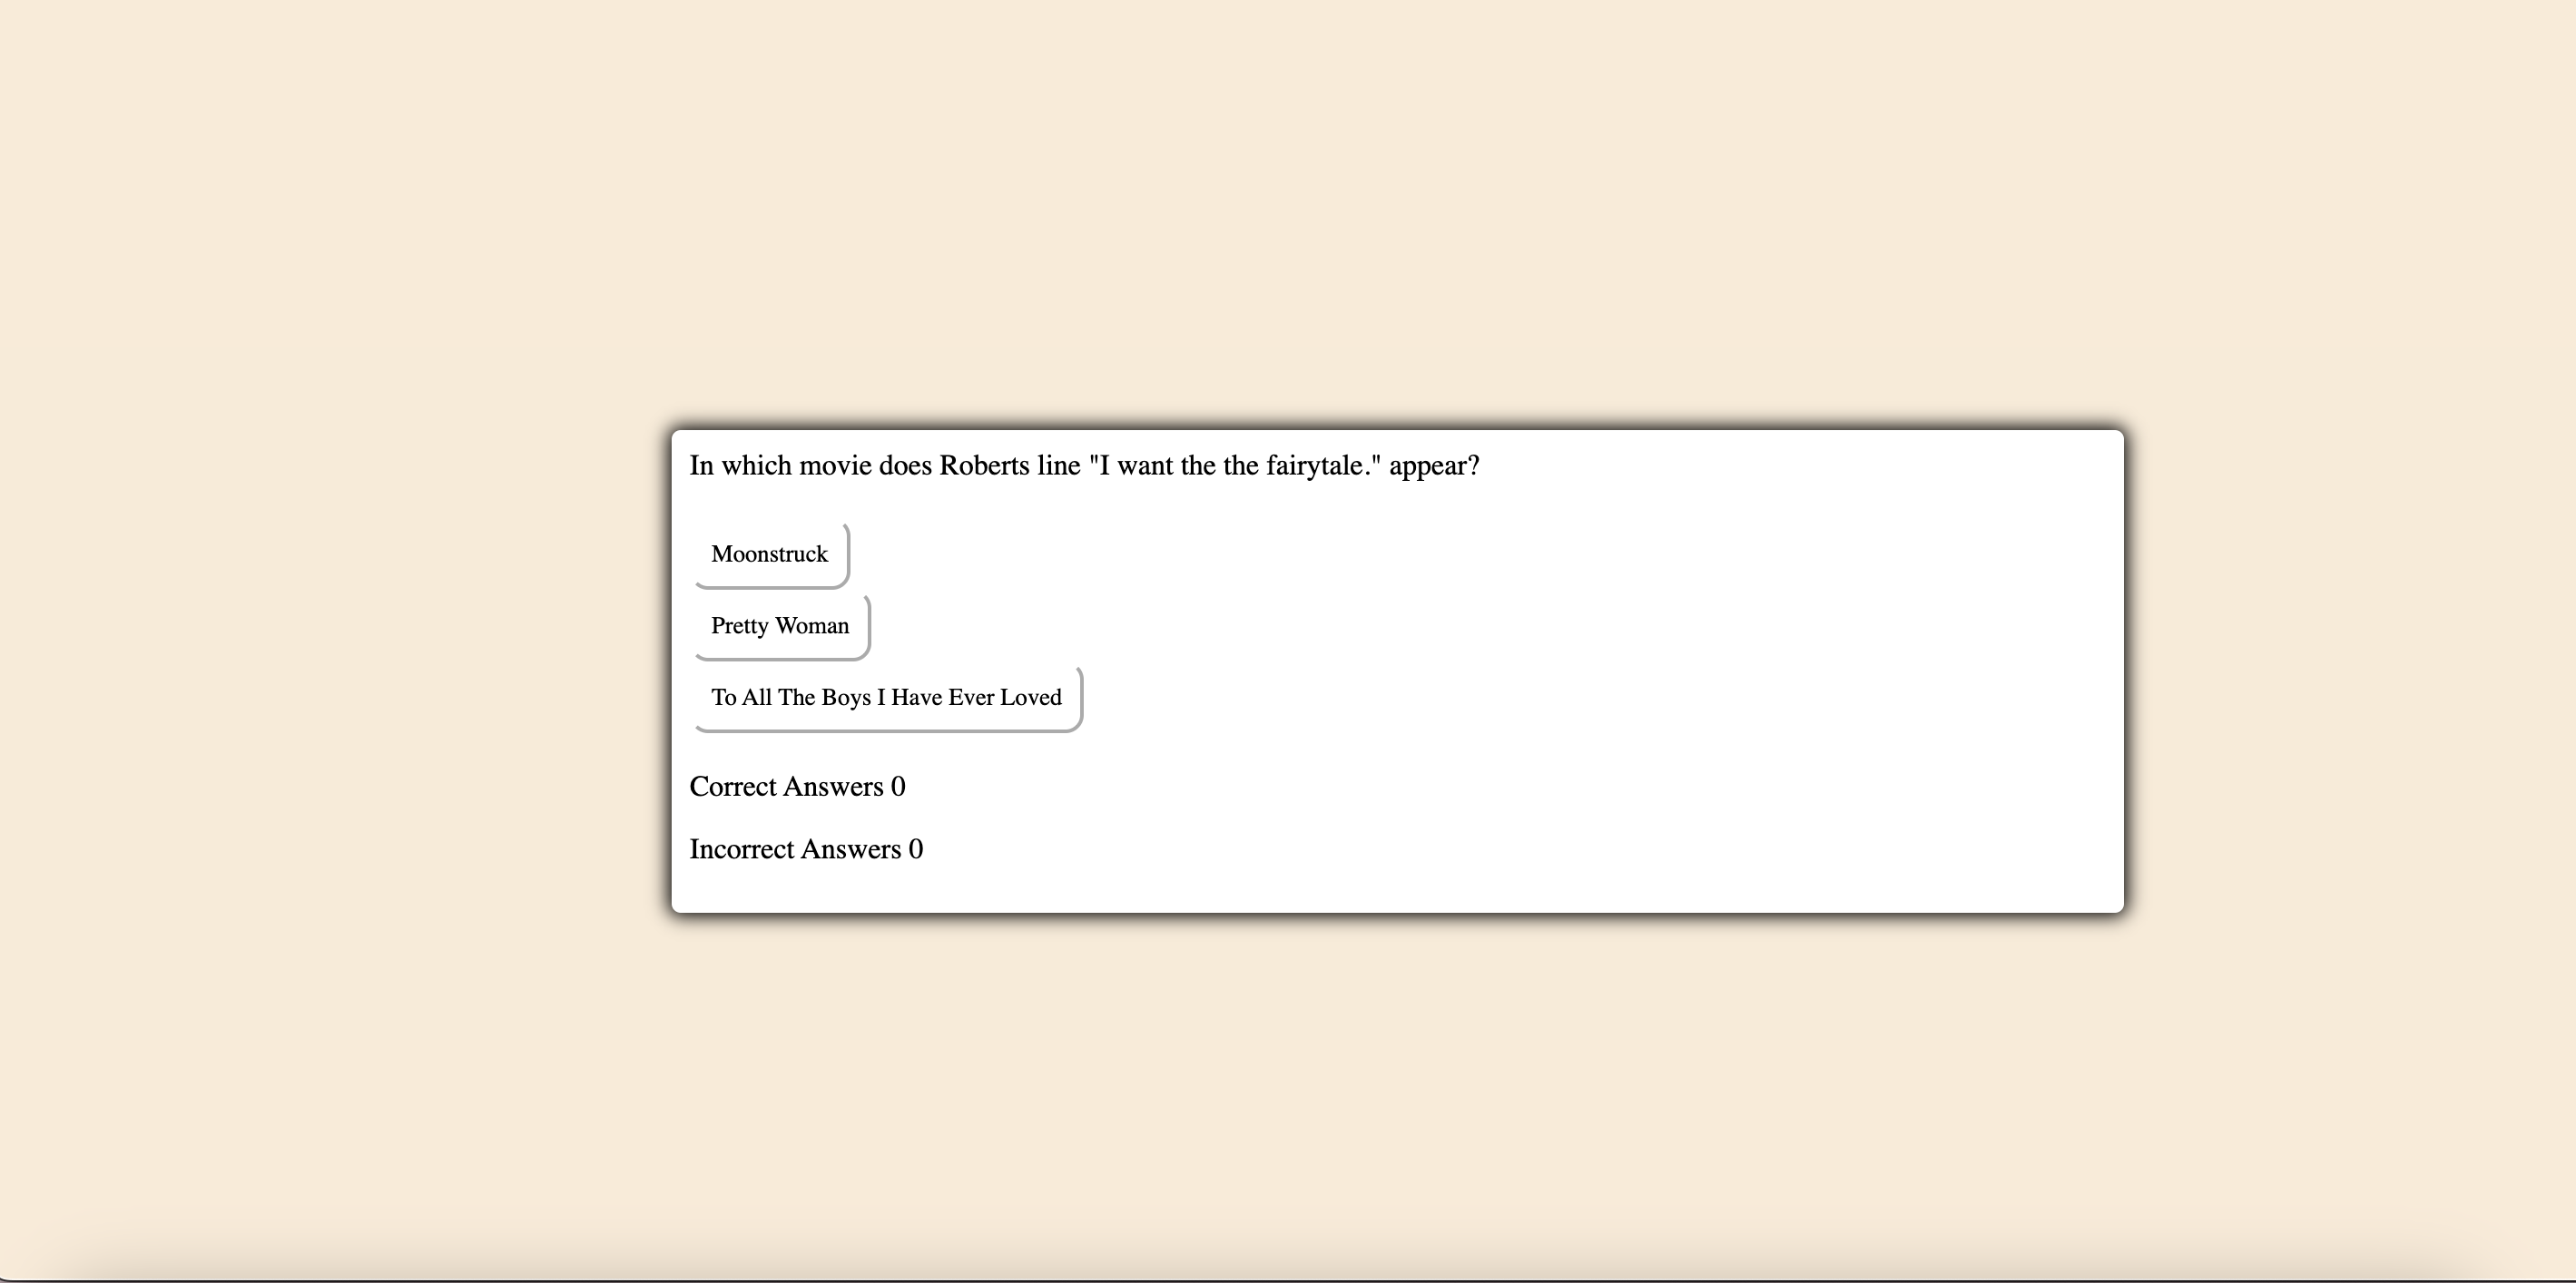 In which movie does Roberts line "I want the the fairytale." appear?
Moonstruck
Pretty Woman
To All The Boys I Have Ever Loved
Correct Answers 0
Incorrect Answers 0